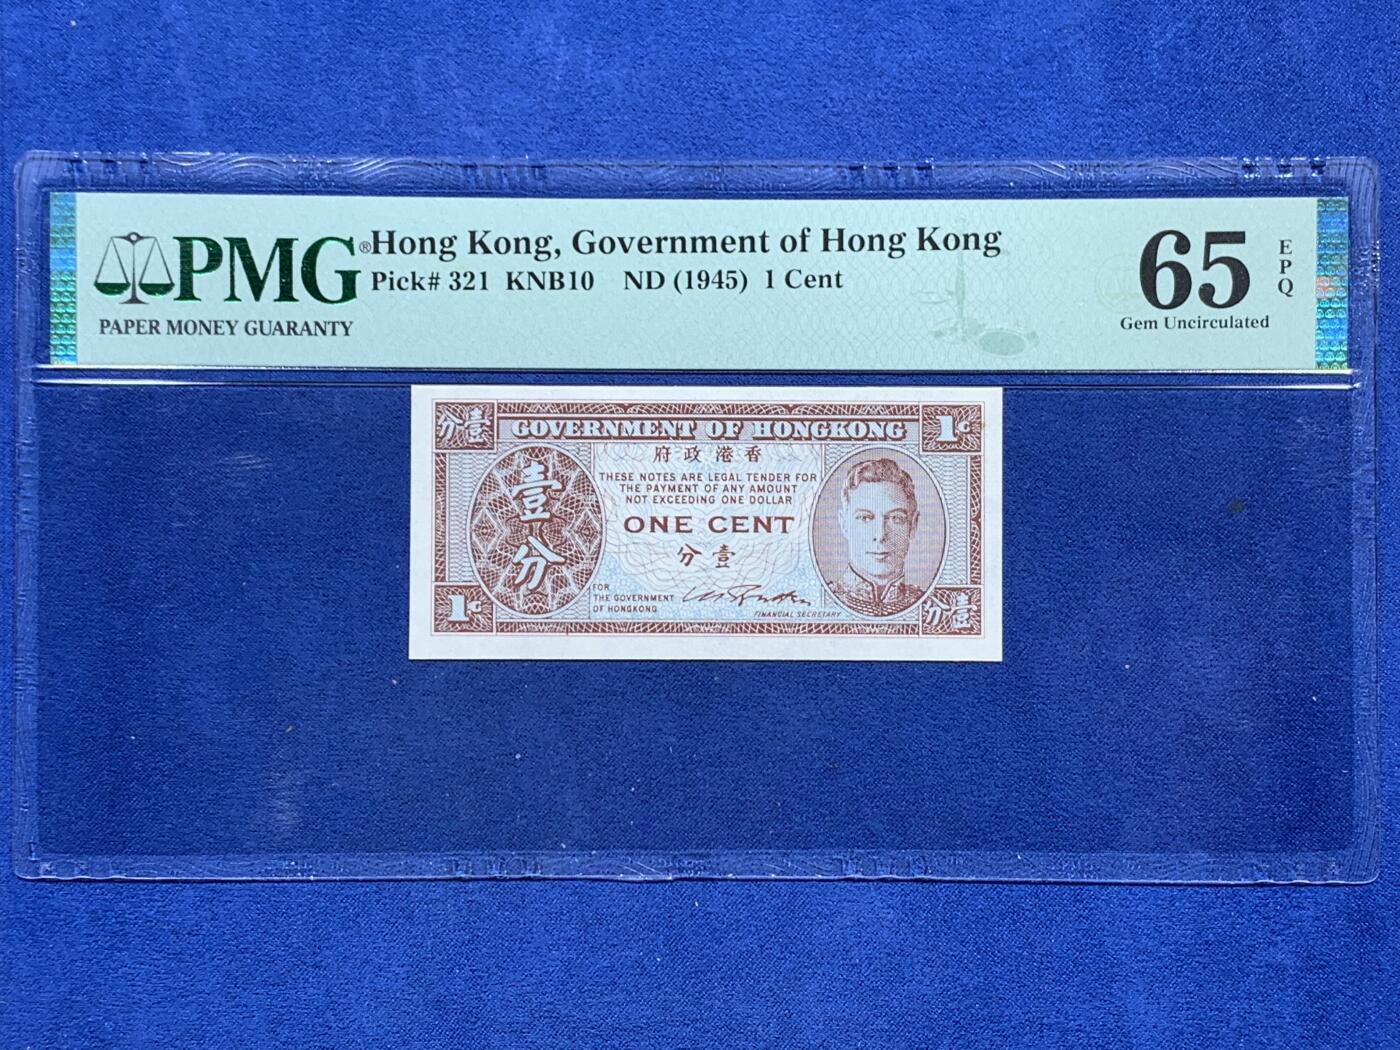 PMG®
PAPER MONEY GUARANTY
Hong Kong, Government of Hong Kong
Pick# 321 KNB10 ND (1945) 1 Cent
65 EPQ
Gem Uncirculated
分壹 GOVERNMENT OF HONGKONG 1C
府政港香
THESE NOTES ARE LEGAL TENDER FOR
THE PAYMENT OF ANY AMOUNT
NOT EXCEEDING ONE DOLLAR
壹分
ONE CENT
分壹
FOR
THE GOVERNMENT
OF HONGKONG
FINANCIAL SECRETARY
1C 分壹